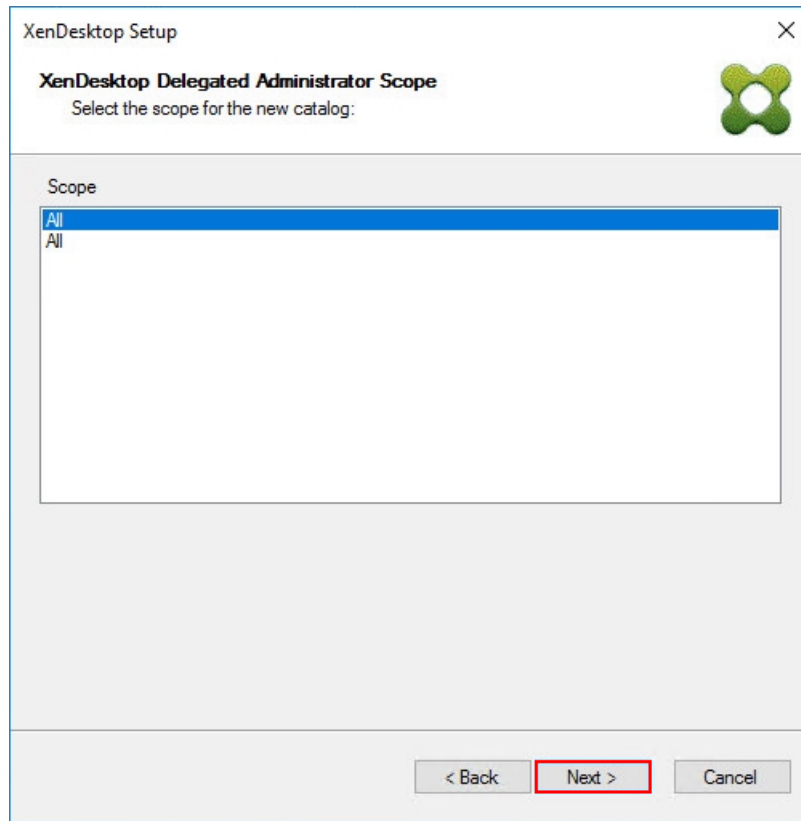 XenDesktop Setup
XenDesktop Delegated Administrator Scope
Select the scope for the new catalog:
Scope
All
All
< Back Next > Cancel